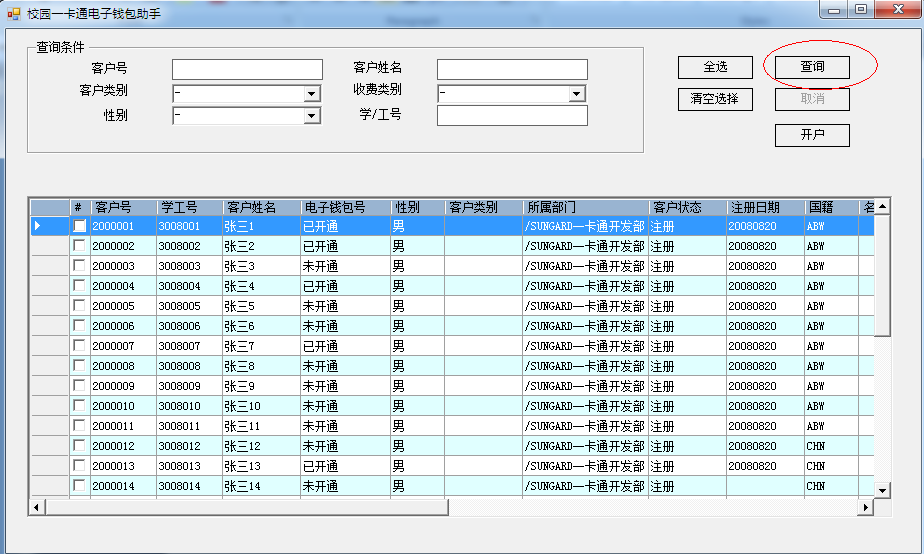 校园一卡通电子钱包助手
查询条件
客户号 客户姓名
客户类别 - 收费类别 -
性别 - 学/工号
全选 查询
清空选择 取消
开户
# 客户号 学工号 客户姓名 电子钱包号 性别 客户类别 所属部门 客户状态 注册日期 国籍 名
2000001 3008001 张三1 已开通 男 /SUNGARD一卡通开发部 注册 20080820 ABW
2000002 3008002 张三2 已开通 男 /SUNGARD一卡通开发部 注册 20080820 ABW
2000003 3008003 张三3 未开通 男 /SUNGARD一卡通开发部 注册 20080820 ABW
2000004 3008004 张三4 已开通 男 /SUNGARD一卡通开发部 注册 20080820 ABW
2000005 3008005 张三5 未开通 男 /SUNGARD一卡通开发部 注册 20080820 ABW
2000006 3008006 张三6 未开通 男 /SUNGARD一卡通开发部 注册 20080820 ABW
2000007 3008007 张三7 已开通 男 /SUNGARD一卡通开发部 注册 20080820 ABW
2000008 3008008 张三8 未开通 男 /SUNGARD一卡通开发部 注册 20080820 ABW
2000009 3008009 张三9 未开通 男 /SUNGARD一卡通开发部 注册 20080820 ABW
2000010 3008010 张三10 未开通 男 /SUNGARD一卡通开发部 注册 20080820 ABW
2000011 3008011 张三11 未开通 男 /SUNGARD一卡通开发部 注册 20080820 ABW
2000012 3008012 张三12 未开通 男 /SUNGARD一卡通开发部 注册 20080820 CHN
2000013 3008013 张三13 已开通 男 /SUNGARD一卡通开发部 注册 20080820 CHN
2000014 3008014 张三14 未开通 男 /SUNGARD一卡通开发部 注册 CHN